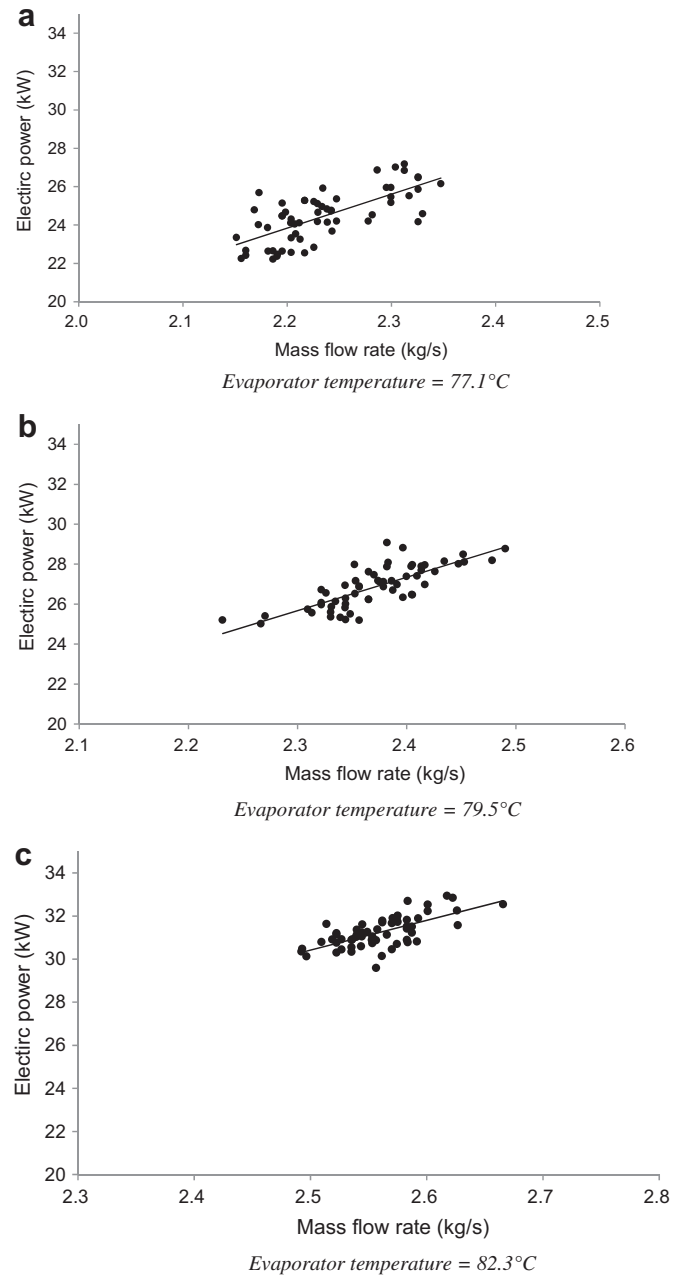 a
34
32
30
28
26
24
22
20
Electirc power (kW)
2.0 2.1 2.2 2.3 2.4 2.5
Mass flow rate (kg/s)
Evaporator temperature = 77.1°C
b
34
32
30
28
26
24
22
20
Electirc power (kW)
2.1 2.2 2.3 2.4 2.5 2.6
Mass flow rate (kg/s)
Evaporator temperature = 79.5°C
c
34
32
30
28
26
24
22
20
Electirc power (kW)
2.3 2.4 2.5 2.6 2.7 2.8
Mass flow rate (kg/s)
Evaporator temperature = 82.3°C